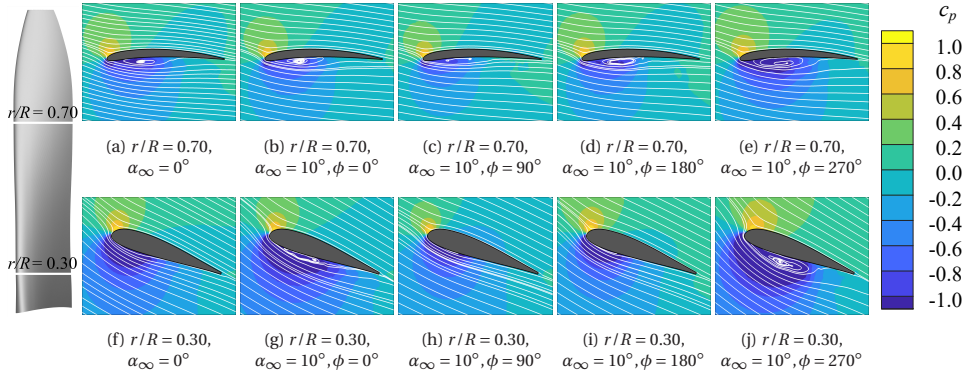 c_p
r/R = 0.70
r/R = 0.30
(a) r/R = 0.70,
α∞ = 0°
(b) r/R = 0.70,
α∞ = 10°, ϕ = 0°
(c) r/R = 0.70,
α∞ = 10°, ϕ = 90°
(d) r/R = 0.70,
α∞ = 10°, ϕ = 180°
(e) r/R = 0.70,
α∞ = 10°, ϕ = 270°
(f) r/R = 0.30,
α∞ = 0°
(g) r/R = 0.30,
α∞ = 10°, ϕ = 0°
(h) r/R = 0.30,
α∞ = 10°, ϕ = 90°
(i) r/R = 0.30,
α∞ = 10°, ϕ = 180°
(j) r/R = 0.30,
α∞ = 10°, ϕ = 270°
1.0
0.8
0.6
0.4
0.2
0.0
-0.2
-0.4
-0.6
-0.8
-1.0